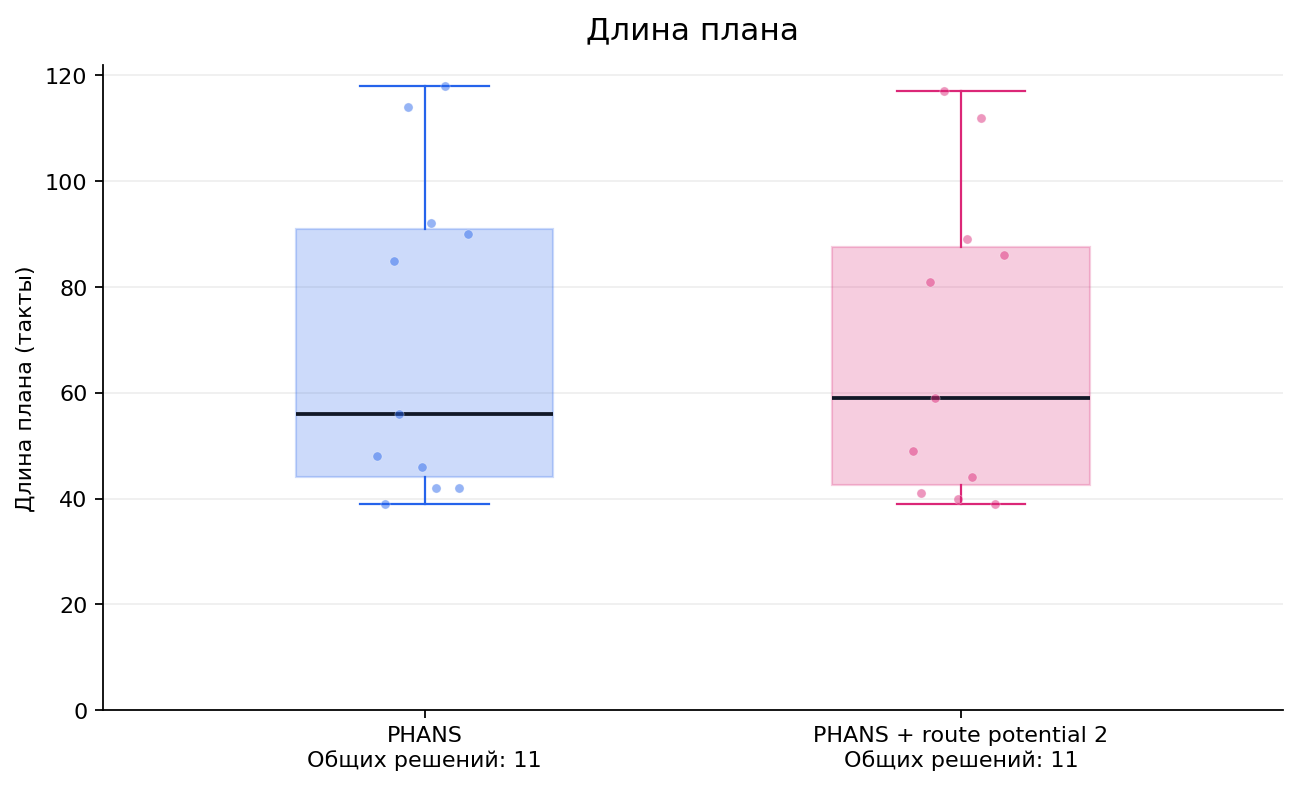 Длина плана
Длина плана (такты)
120
100
80
60
40
20
0
PHANS
Общих решений: 11
PHANS + route potential 2
Общих решений: 11